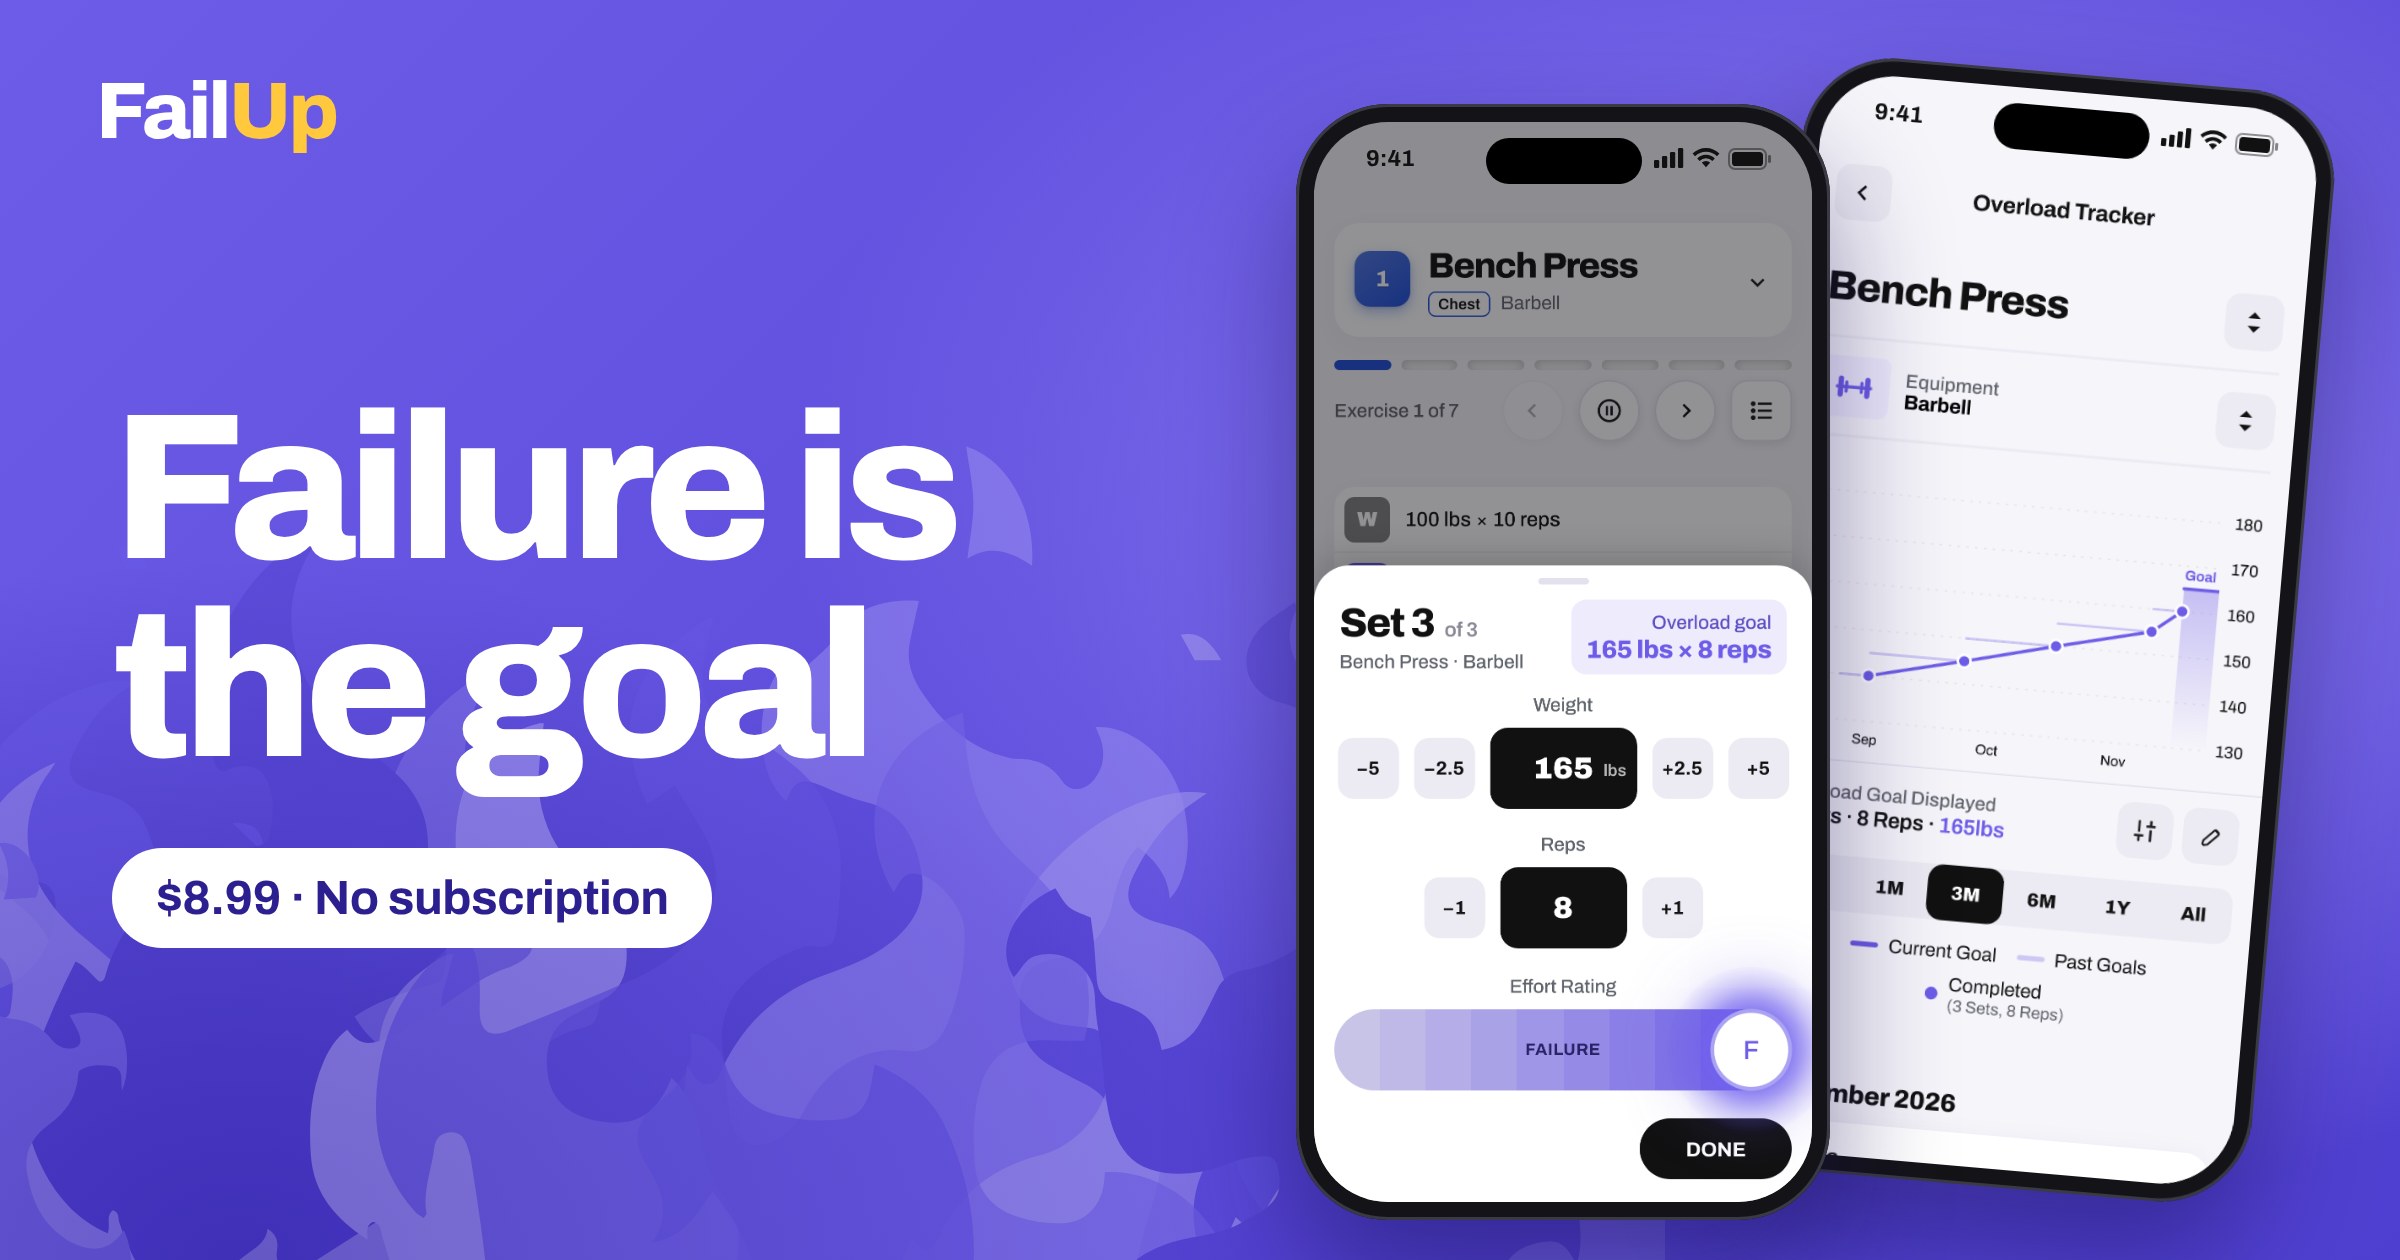 FailUp
Failure is
the goal
$8.99 · No subscription
9:41
1
Bench Press
Chest
Barbell
Exercise 1 of 7
W
100 lbs × 10 reps
Set 3 of 3
Bench Press · Barbell
Overload goal
165 lbs × 8 reps
Weight
−5
−2.5
165 lbs
+2.5
+5
Reps
−1
8
+1
Effort Rating
FAILURE
F
DONE
9:41
Overload Tracker
Bench Press
Equipment
Barbell
180
170
Goal
160
150
140
130
Sep
Oct
Nov
Goal Displayed
· 8 Reps · 165lbs
1M
3M
6M
1Y
All
Current Goal
Past Goals
Completed
(3 Sets, 8 Reps)
2026